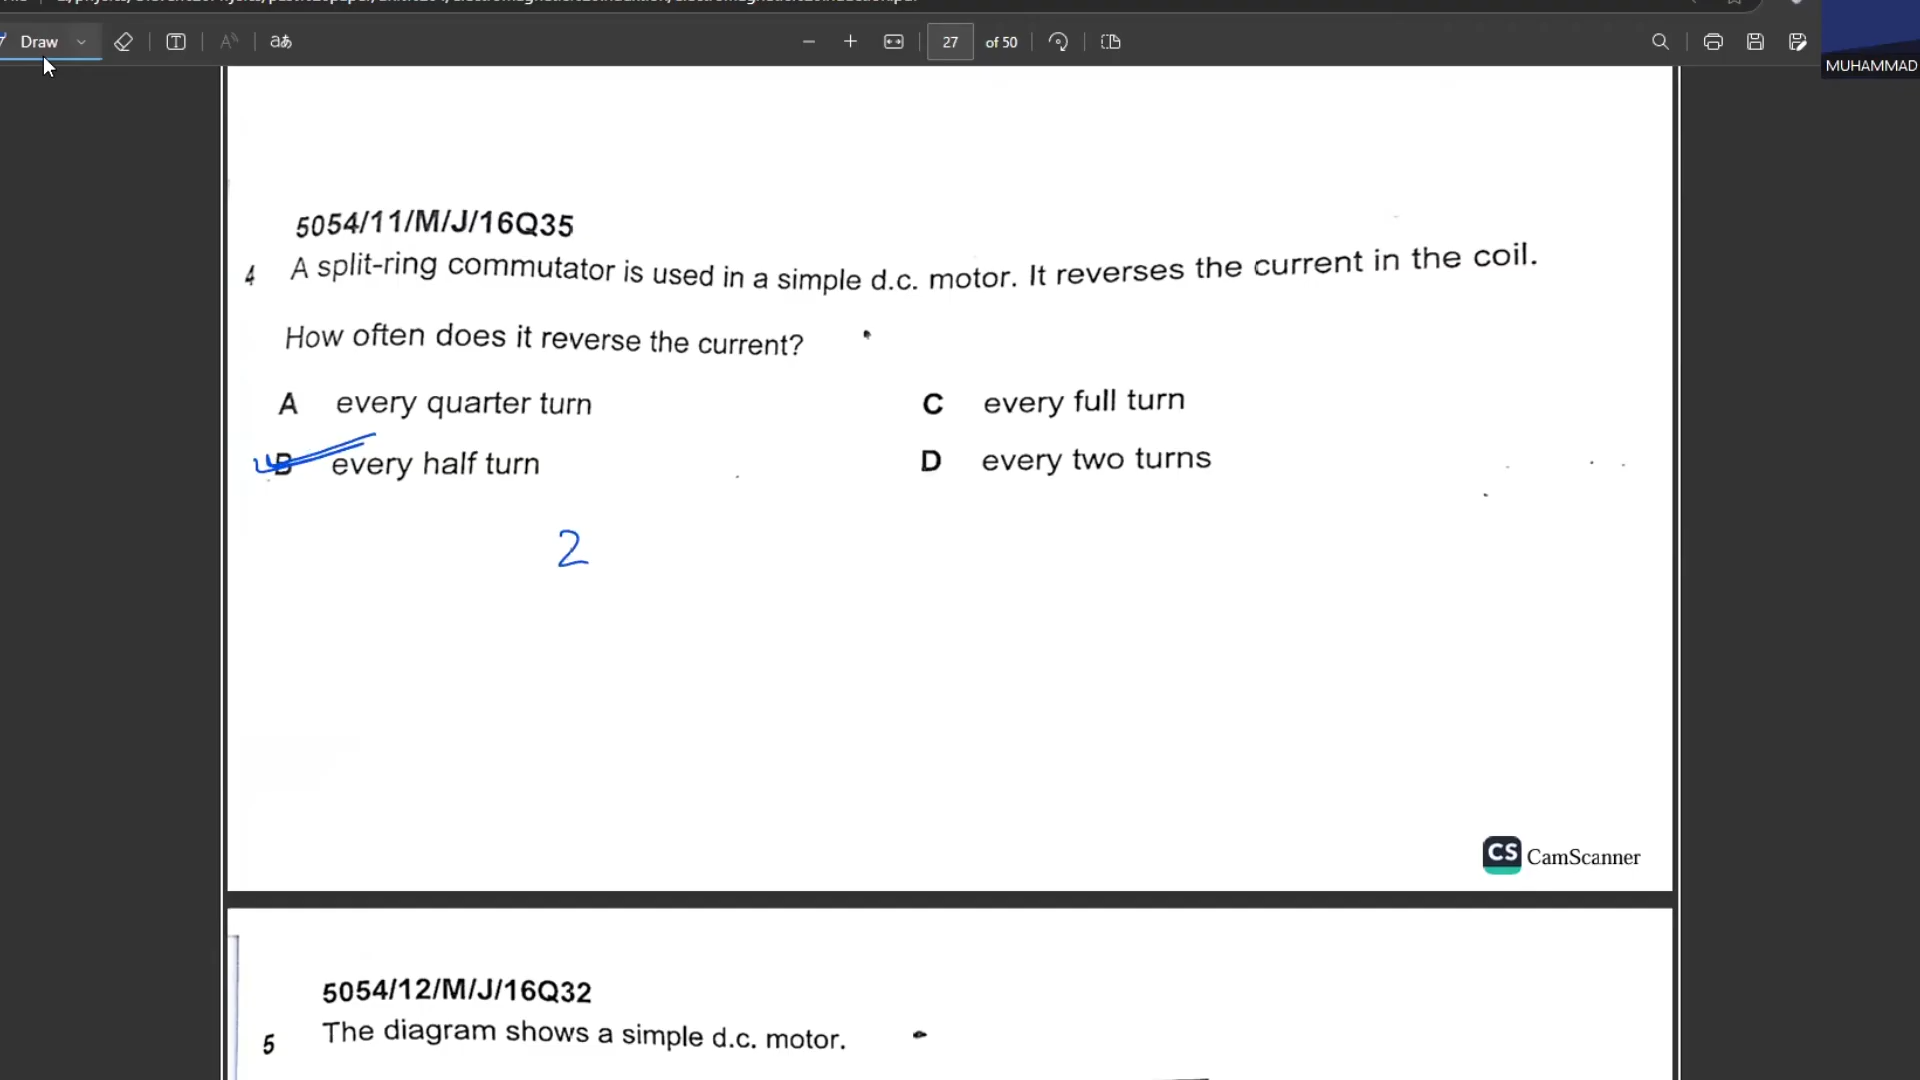 Draw
aあ
27
of 50
MUHAMMAD
5054/11/M/J/16Q35
4 A split-ring commutator is used in a simple d.c. motor. It reverses the current in the coil.
How often does it reverse the current?
A every quarter turn
C every full turn
B every half turn
D every two turns
2
CS CamScanner
5054/12/M/J/16Q32
5 The diagram shows a simple d.c. motor.